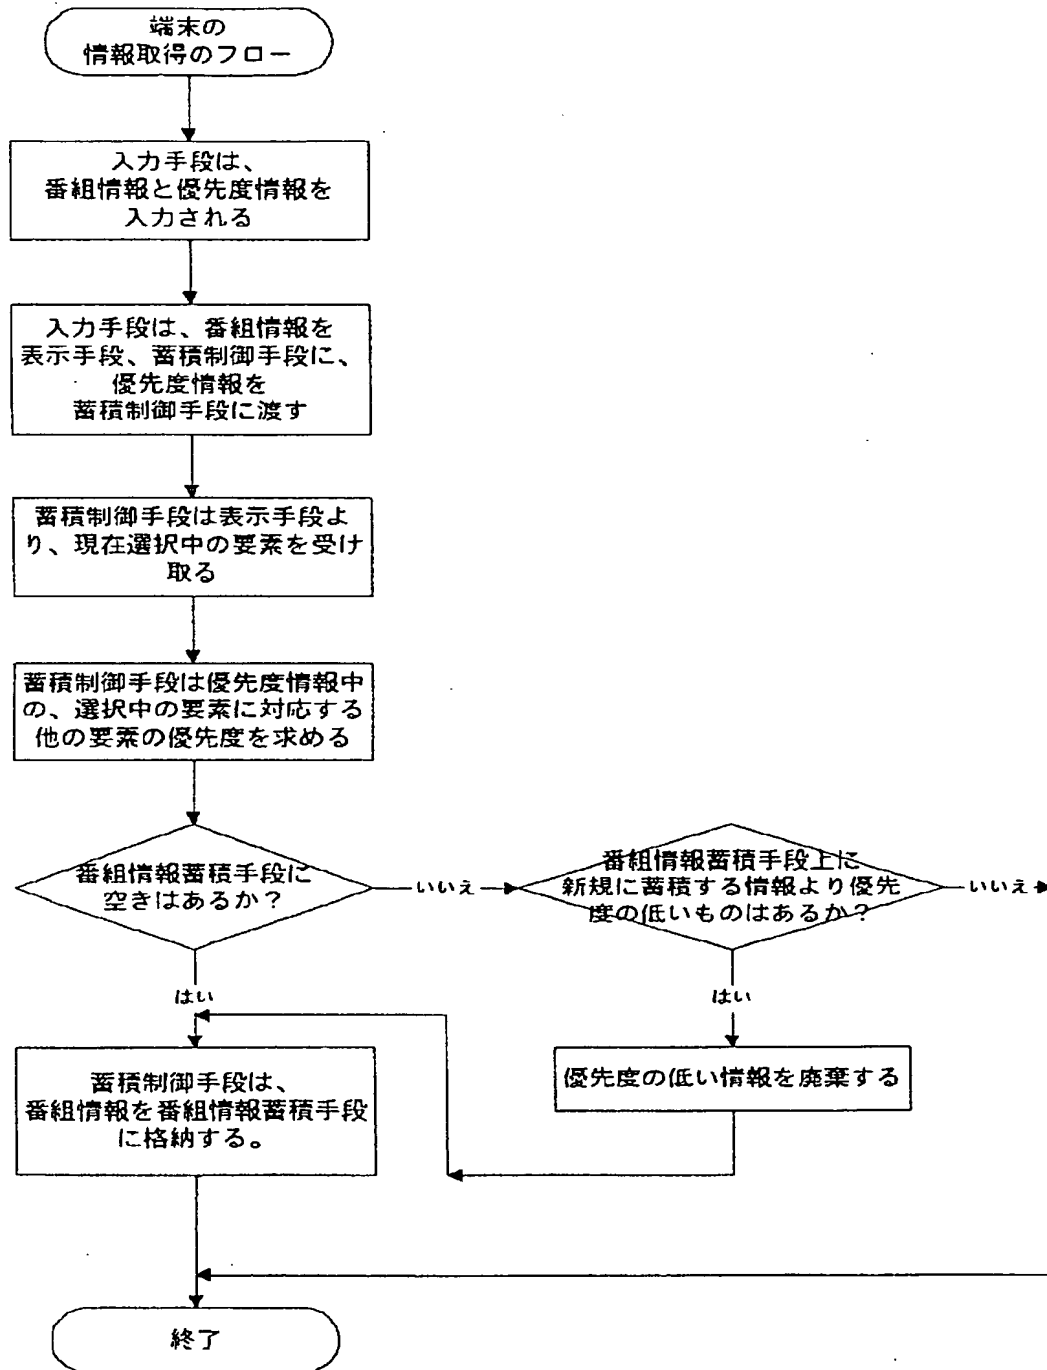 端末の
情報取得のフロー
入力手段は、
番組情報と優先度情報を
入力される
入力手段は、番組情報を
表示手段、蓄積制御手段に、
優先度情報を
蓄積制御手段に渡す
蓄積制御手段は表示手段よ
り、現在選択中の要素を受け
取る
蓄積制御手段は優先度情報中
の、選択中の要素に対応する
他の要素の優先度を求める
番組情報蓄積手段に
空きはあるか?
いいえ
番組情報蓄積手段上に
新規に蓄積する情報より優先
度の低いものはあるか?
いいえ
はい
はい
蓄積制御手段は、
番組情報を番組情報蓄積手段
に格納する。
優先度の低い情報を廃棄する
終了